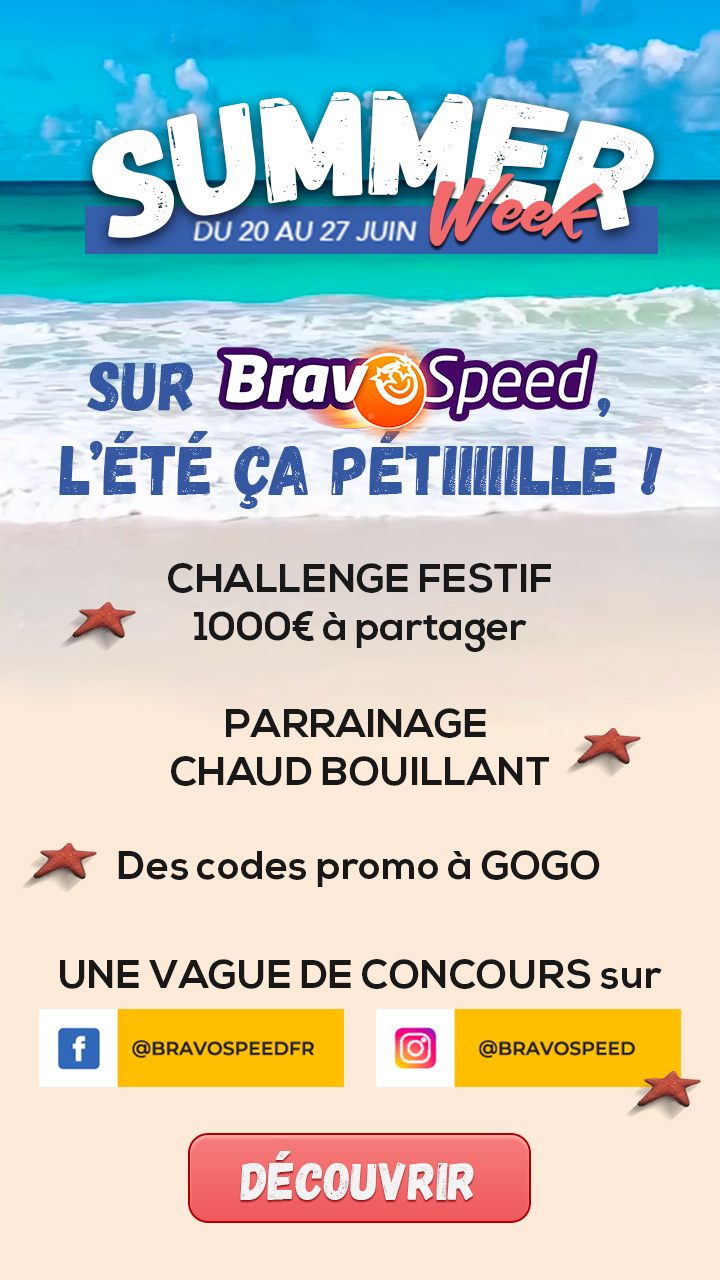 SUMMER
Week
DU 20 AU 27 JUIN
SUR BravoSpeed,
L'ÉTÉ ÇA PÉTIIIIIILLE !
CHALLENGE FESTIF
1000€ à partager
PARRAINAGE
CHAUD BOUILLANT
Des codes promo à GOGO
UNE VAGUE DE CONCOURS sur
@BRAVOSPEEDFR
@BRAVOSPEED
DÉCOUVRIR